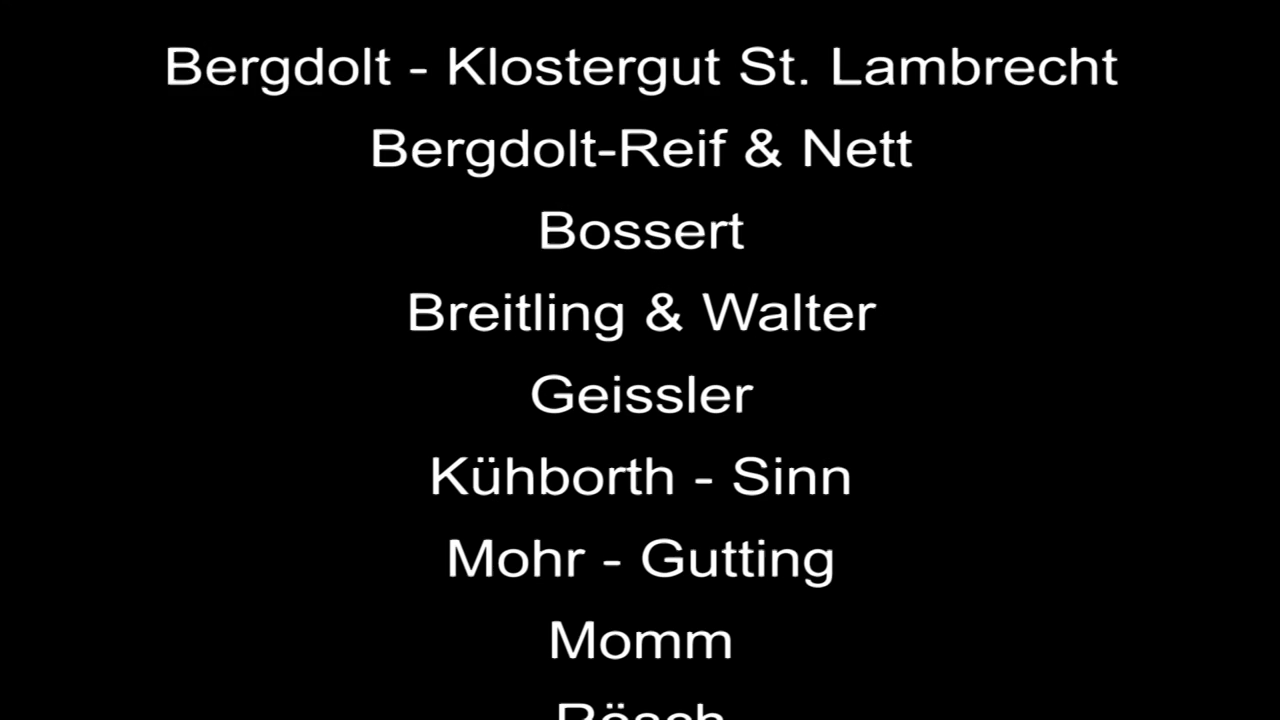 Bergdolt - Klostergut St. Lambrecht
Bergdolt-Reif & Nett
Bossert
Breitling & Walter
Geissler
Kühborth - Sinn
Mohr - Gutting
Momm